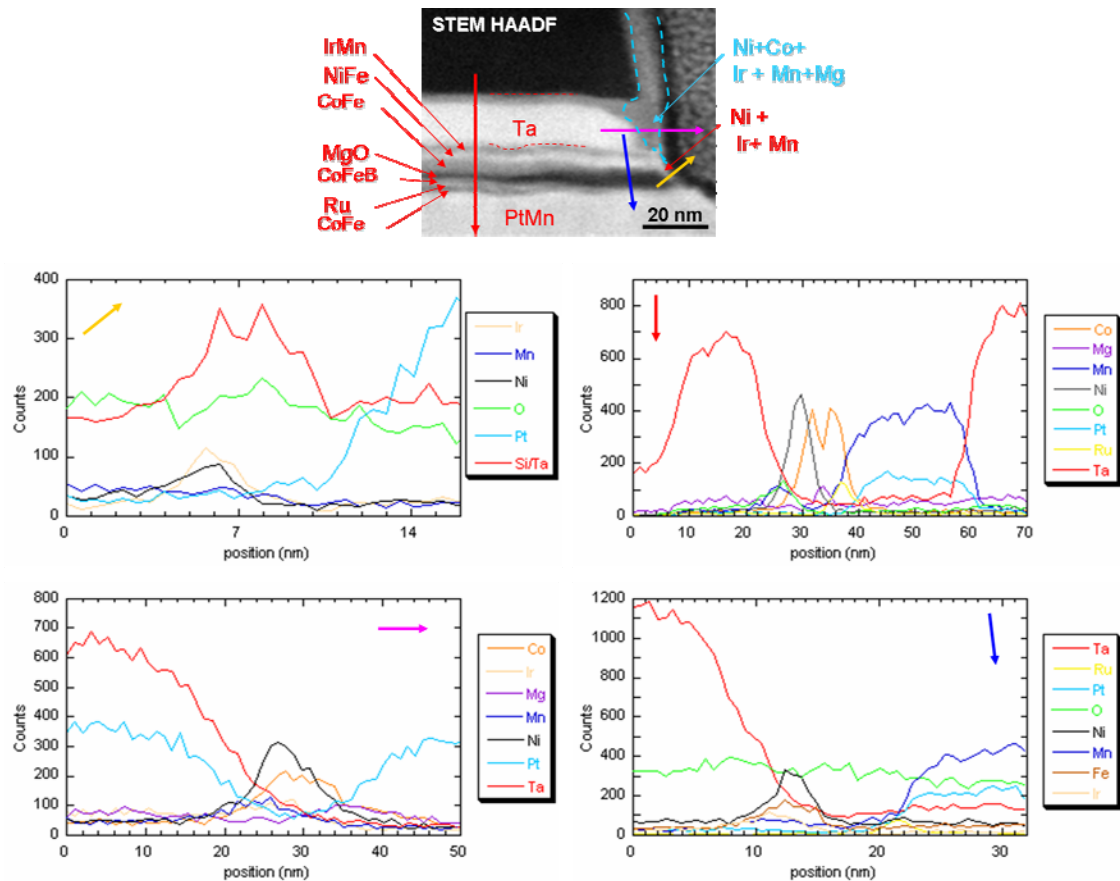 STEM HAADF
IrMn
NiFe
CoFe
MgO
CoFeB
Ru
CoFe
Ta
PtMn
20 nm
Ni+Co+
Ir + Mn+Mg
Ni +
Ir+ Mn
400
300
200
100
0
Counts
0
7
14
position (nm)
Ir
Mn
Ni
O
Pt
Si/Ta
800
600
400
200
0
Counts
0
10
20
30
40
50
60
70
position (nm)
Co
Mg
Mn
Ni
O
Pt
Ru
Ta
800
700
600
500
400
300
200
100
0
Counts
0
10
20
30
40
50
position (nm)
Co
Ir
Mg
Mn
Ni
Pt
Ta
1200
1000
800
600
400
200
0
Counts
0
10
20
30
position (nm)
Ta
Ru
Pt
O
Ni
Mn
Fe
Ir